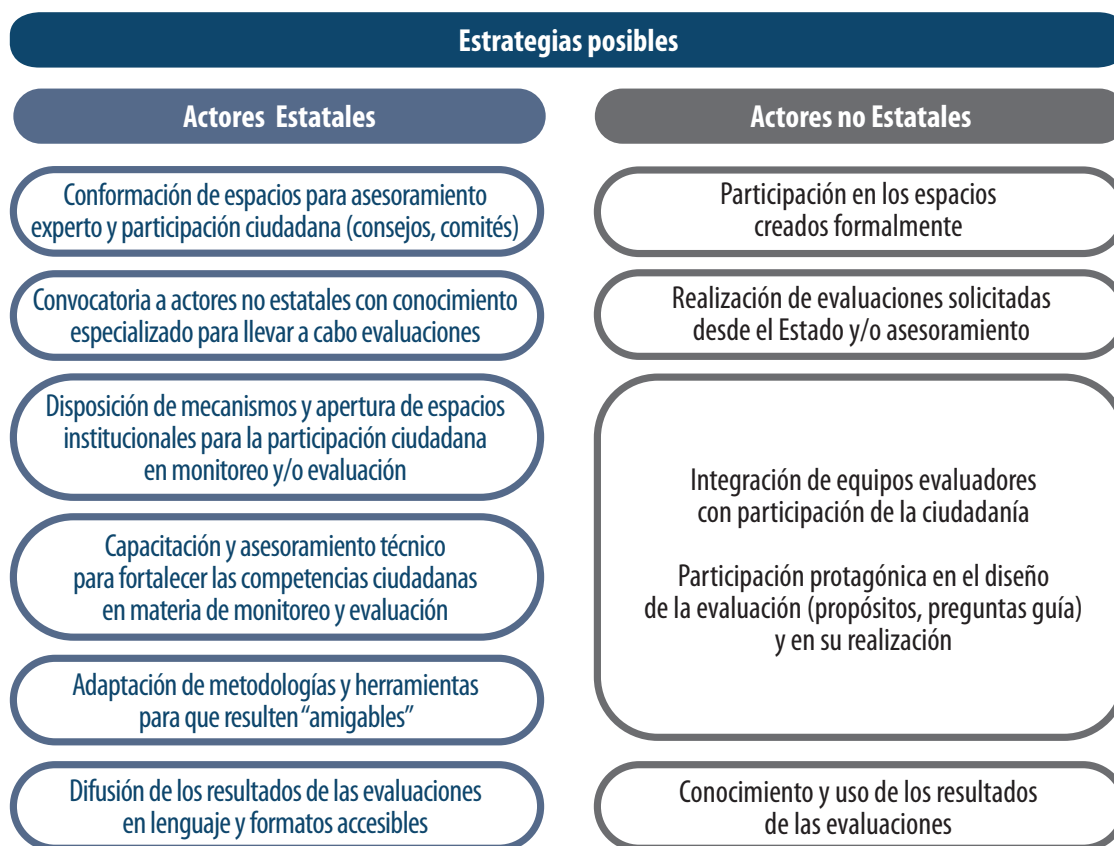 Estrategias posibles
Actores Estatales
Conformación de espacios para asesoramiento
experto y participación ciudadana (consejos, comités)
Convocatoria a actores no estatales con conocimiento
especializado para llevar a cabo evaluaciones
Disposición de mecanismos y apertura de espacios
institucionales para la participación ciudadana
en monitoreo y/o evaluación
Capacitación y asesoramiento técnico
para fortalecer las competencias ciudadanas
en materia de monitoreo y evaluación
Adaptación de metodologías y herramientas
para que resulten “amigables”
Difusión de los resultados de las evaluaciones
en lenguaje y formatos accesibles
Actores no Estatales
Participación en los espacios
creados formalmente
Realización de evaluaciones solicitadas
desde el Estado y/o asesoramiento
Integración de equipos evaluadores
con participación de la ciudadanía
Participación protagónica en el diseño
de la evaluación (propósitos, preguntas guía)
y en su realización
Conocimiento y uso de los resultados
de las evaluaciones